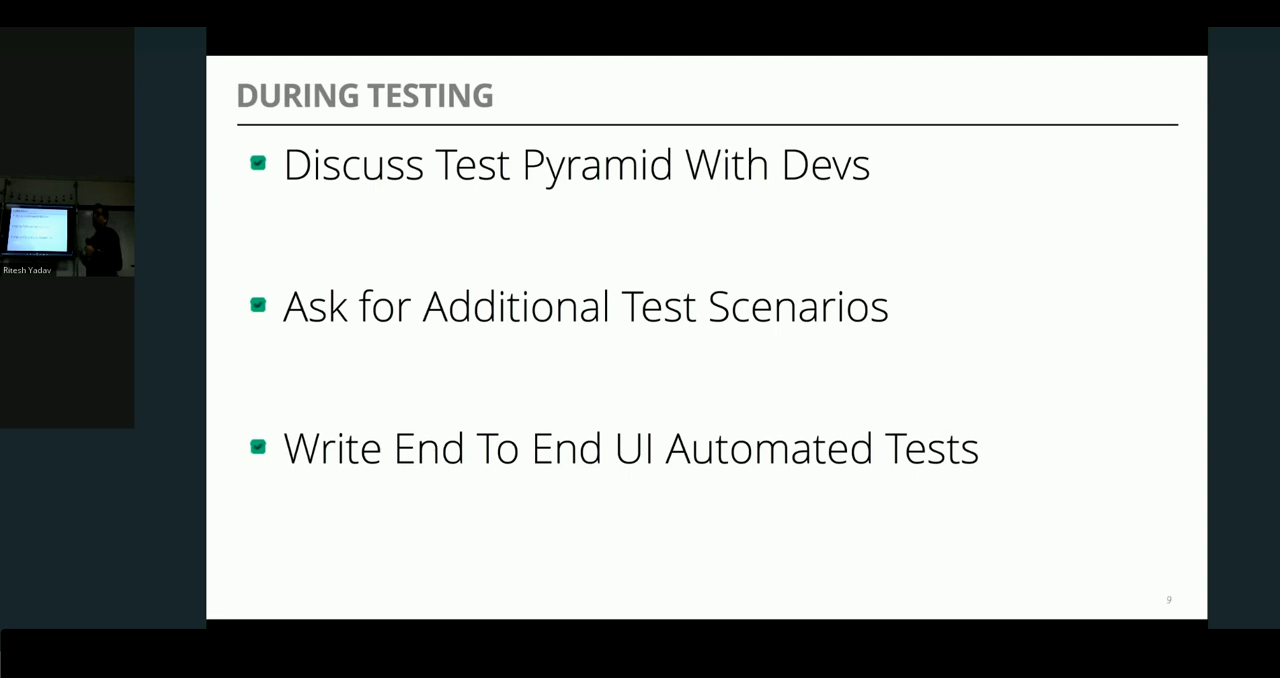 DURING TESTING
Discuss Test Pyramid With Devs
Ask for Additional Test Scenarios
Write End To End UI Automated Tests
9
Ritesh Yadav